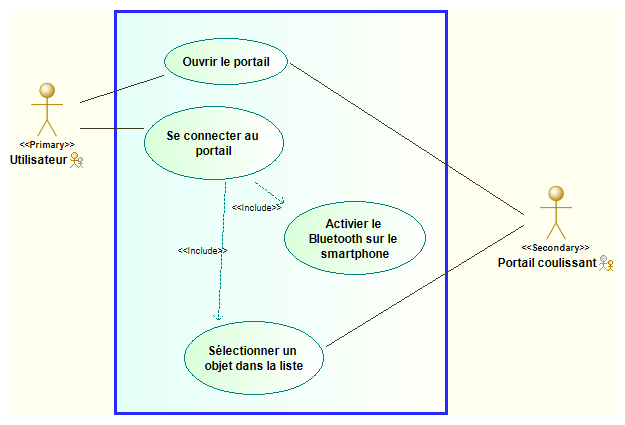 Ouvrir le portail
Se connecter au
portail
<<Primary>>
Utilisateur
<<Include>>
Activier le
Bluetooth sur le
smartphone
<<Include>>
<<Secondary>>
Portail coulissant
Sélectionner un
objet dans la liste